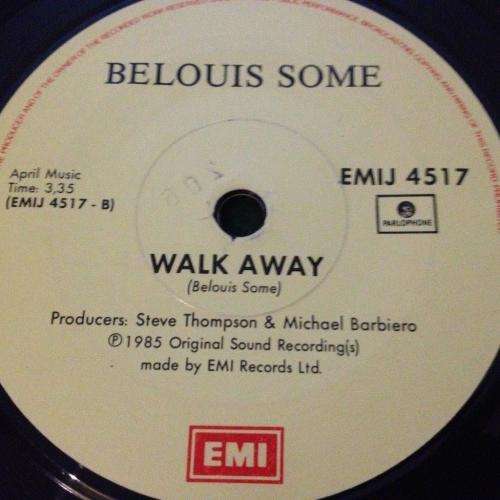 BELOUIS SOME
April Music
Time: 3,35
(EMIJ 4517 - B)
EMIJ 4517
PARLOPHONE
WALK AWAY
(Belouis Some)
Producers: Steve Thompson & Michael Barbiero
Ⓟ1985 Original Sound Recording(s)
made by EMI Records Ltd.
EMI